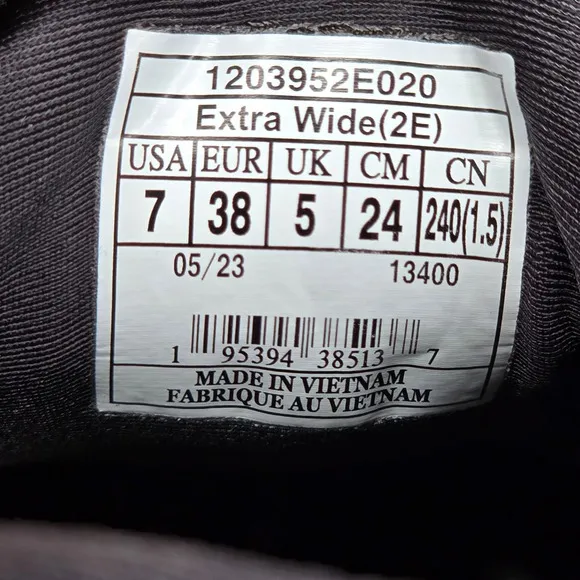 1203952E020
Extra Wide(2E)
USA EUR UK CM CN
7 38 5 24 240(1.5)
05/23 13400
1 95394 38513 7
MADE IN VIETNAM
FABRIQUE AU VIETNAM